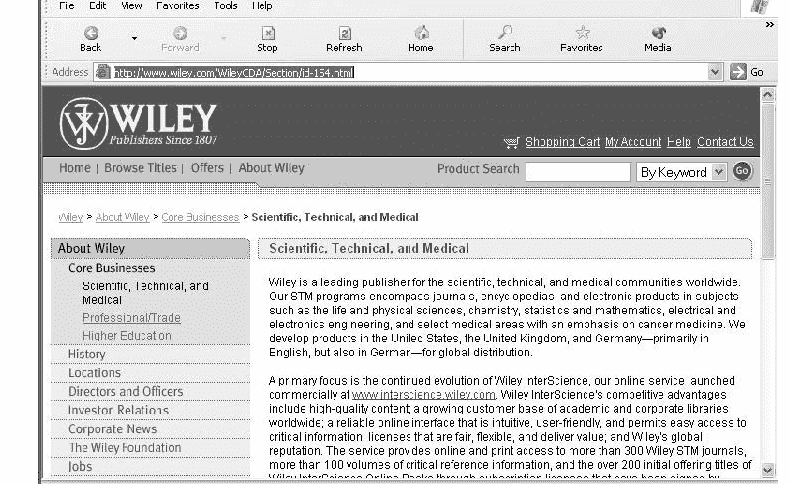 File Edit View Favorites Tools Help
Back Forward Stop Refresh Home Search Favorites Media
Address http://www.wiley.com/WileyCDA/Section/id-154.html Go
WILEY
Publishers Since 1807
Shopping Cart My Account Help Contact Us
Home | Browse Titles | Offers | About Wiley Product Search By Keyword Go
Wiley > About Wiley > Core Businesses > Scientific, Technical, and Medical
About Wiley
Core Businesses
Scientific, Technical, and
Medical
Professional/Trade
Higher Education
History
Locations
Directors and Officers
Investor Relations
Corporate News
The Wiley Foundation
Jobs
Scientific, Technical, and Medical
Wiley is a leading publisher for the scientific, technical, and medical communities worldwide.
Our STM programs encompass journals, encyclopedias, and electronic products in subjects
such as the life and physical sciences, chemistry, statistics and mathematics, electrical and
electronics engineering, and select medical areas with an emphasis on cancer medicine. We
develop products in the United States, the United Kingdom, and Germany—primarily in
English, but also in German—for global distribution.
A primary focus is the continued evolution of Wiley InterScience, our online service launched
commercially at www.interscience.wiley.com. Wiley InterScience's competitive advantages
include high-quality content; a growing customer base of academic and corporate libraries
worldwide; a reliable online interface that is intuitive, user-friendly, and permits easy access to
critical information; licenses that are fair, flexible, and deliver value; and Wiley's global
reputation. The service provides online and print access to more than 300 Wiley STM journals,
more than 100 volumes of critical reference information, and the over 200 initial offering titles of
Wiley InterScience Online Books through subscription licenses that have been signed by